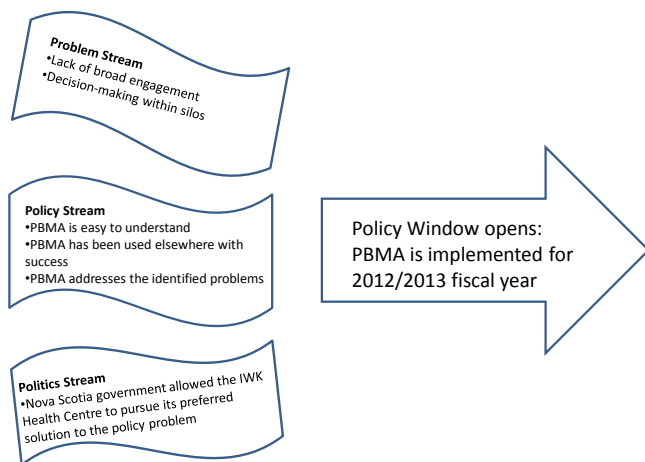 Problem Stream
•Lack of broad engagement
•Decision-making within silos
Policy Stream
•PBMA is easy to understand
•PBMA has been used elsewhere with
success
•PBMA addresses the identified problems
Politics Stream
•Nova Scotia government allowed the IWK
Health Centre to pursue its preferred
solution to the policy problem
Policy Window opens:
PBMA is implemented for
2012/2013 fiscal year